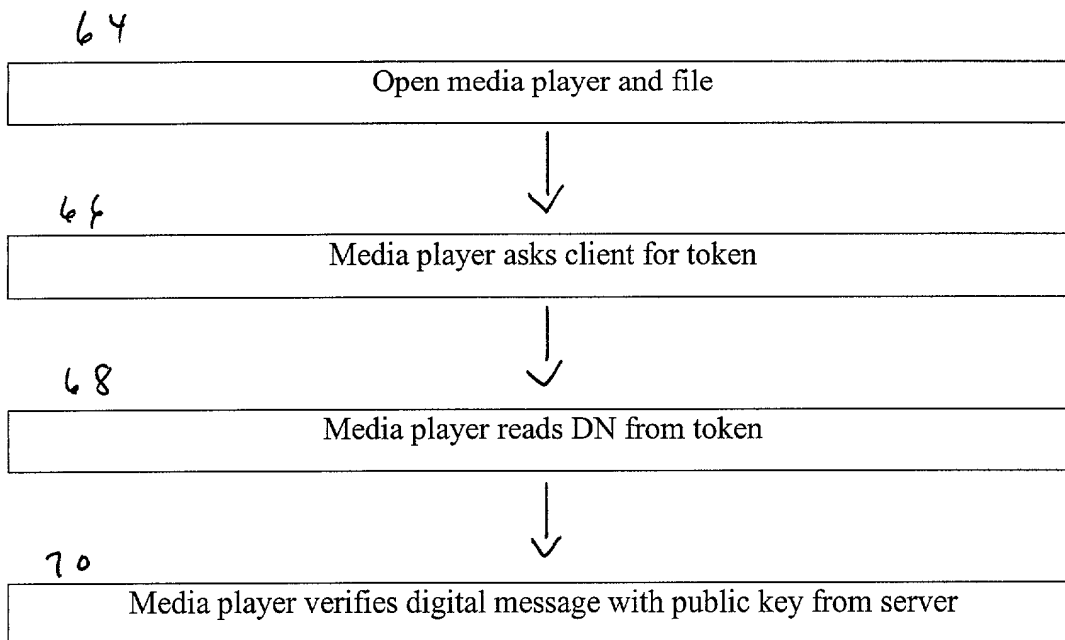 64
Open media player and file
66
Media player asks client for token
68
Media player reads DN from token
70
Media player verifies digital message with public key from server